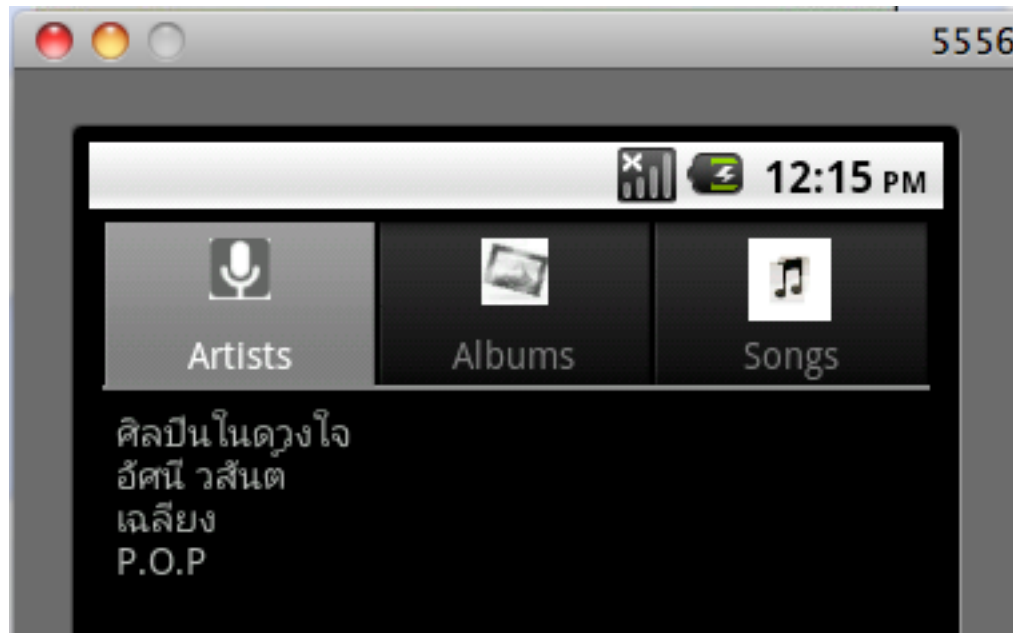 5556
12:15 PM
Artists Albums Songs
ศิลปินในดวงใจ
อัศนี วสันต์
เฉลียง
P.O.P